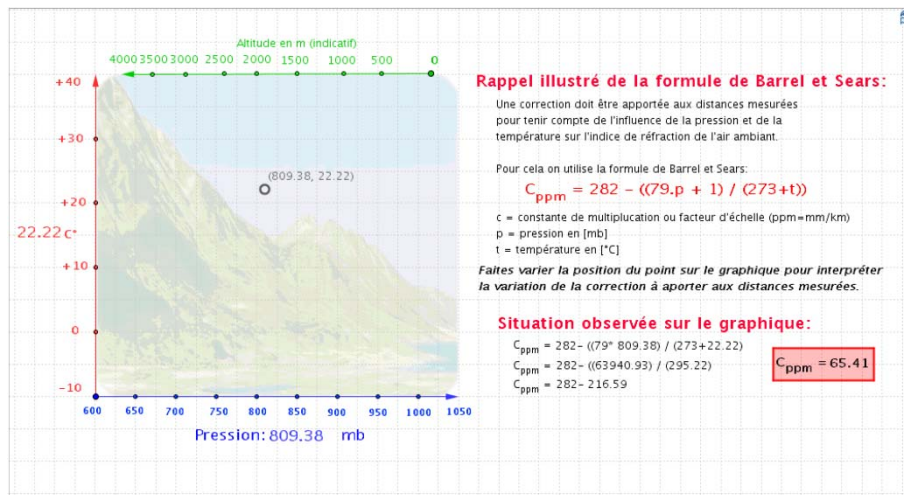 Altitude en m (indicatif)
4000 3500 3000 2500 2000 1500 1000 500 0
+40
+30
+20
22.22 C°
+10
0
−10
(809.38, 22.22)
600 650 700 750 800 850 900 950 1000 1050
Pression: 809.38 mb
Rappel illustré de la formule de Barrel et Sears:
Une correction doit être apportée aux distances mesurées
pour tenir compte de l'influence de la pression et de la
température sur l'indice de réfraction de l'air ambiant.
Pour cela on utilise la formule de Barrel et Sears:
Cppm = 282 − ((79.p + 1) / (273+t))
c = constante de multiplucation ou facteur d'échelle (ppm=mm/km)
p = pression en [mb]
t = température en [°C]
Faites varier la position du point sur le graphique pour interpréter
la variation de la correction à aporter aux distances mesurées.
Situation observée sur le graphique:
Cppm = 282− ((79* 809.38) / (273+22.22)
Cppm = 282− ((63940.93) / (295.22)
Cppm = 282− 216.59
Cppm = 65.41